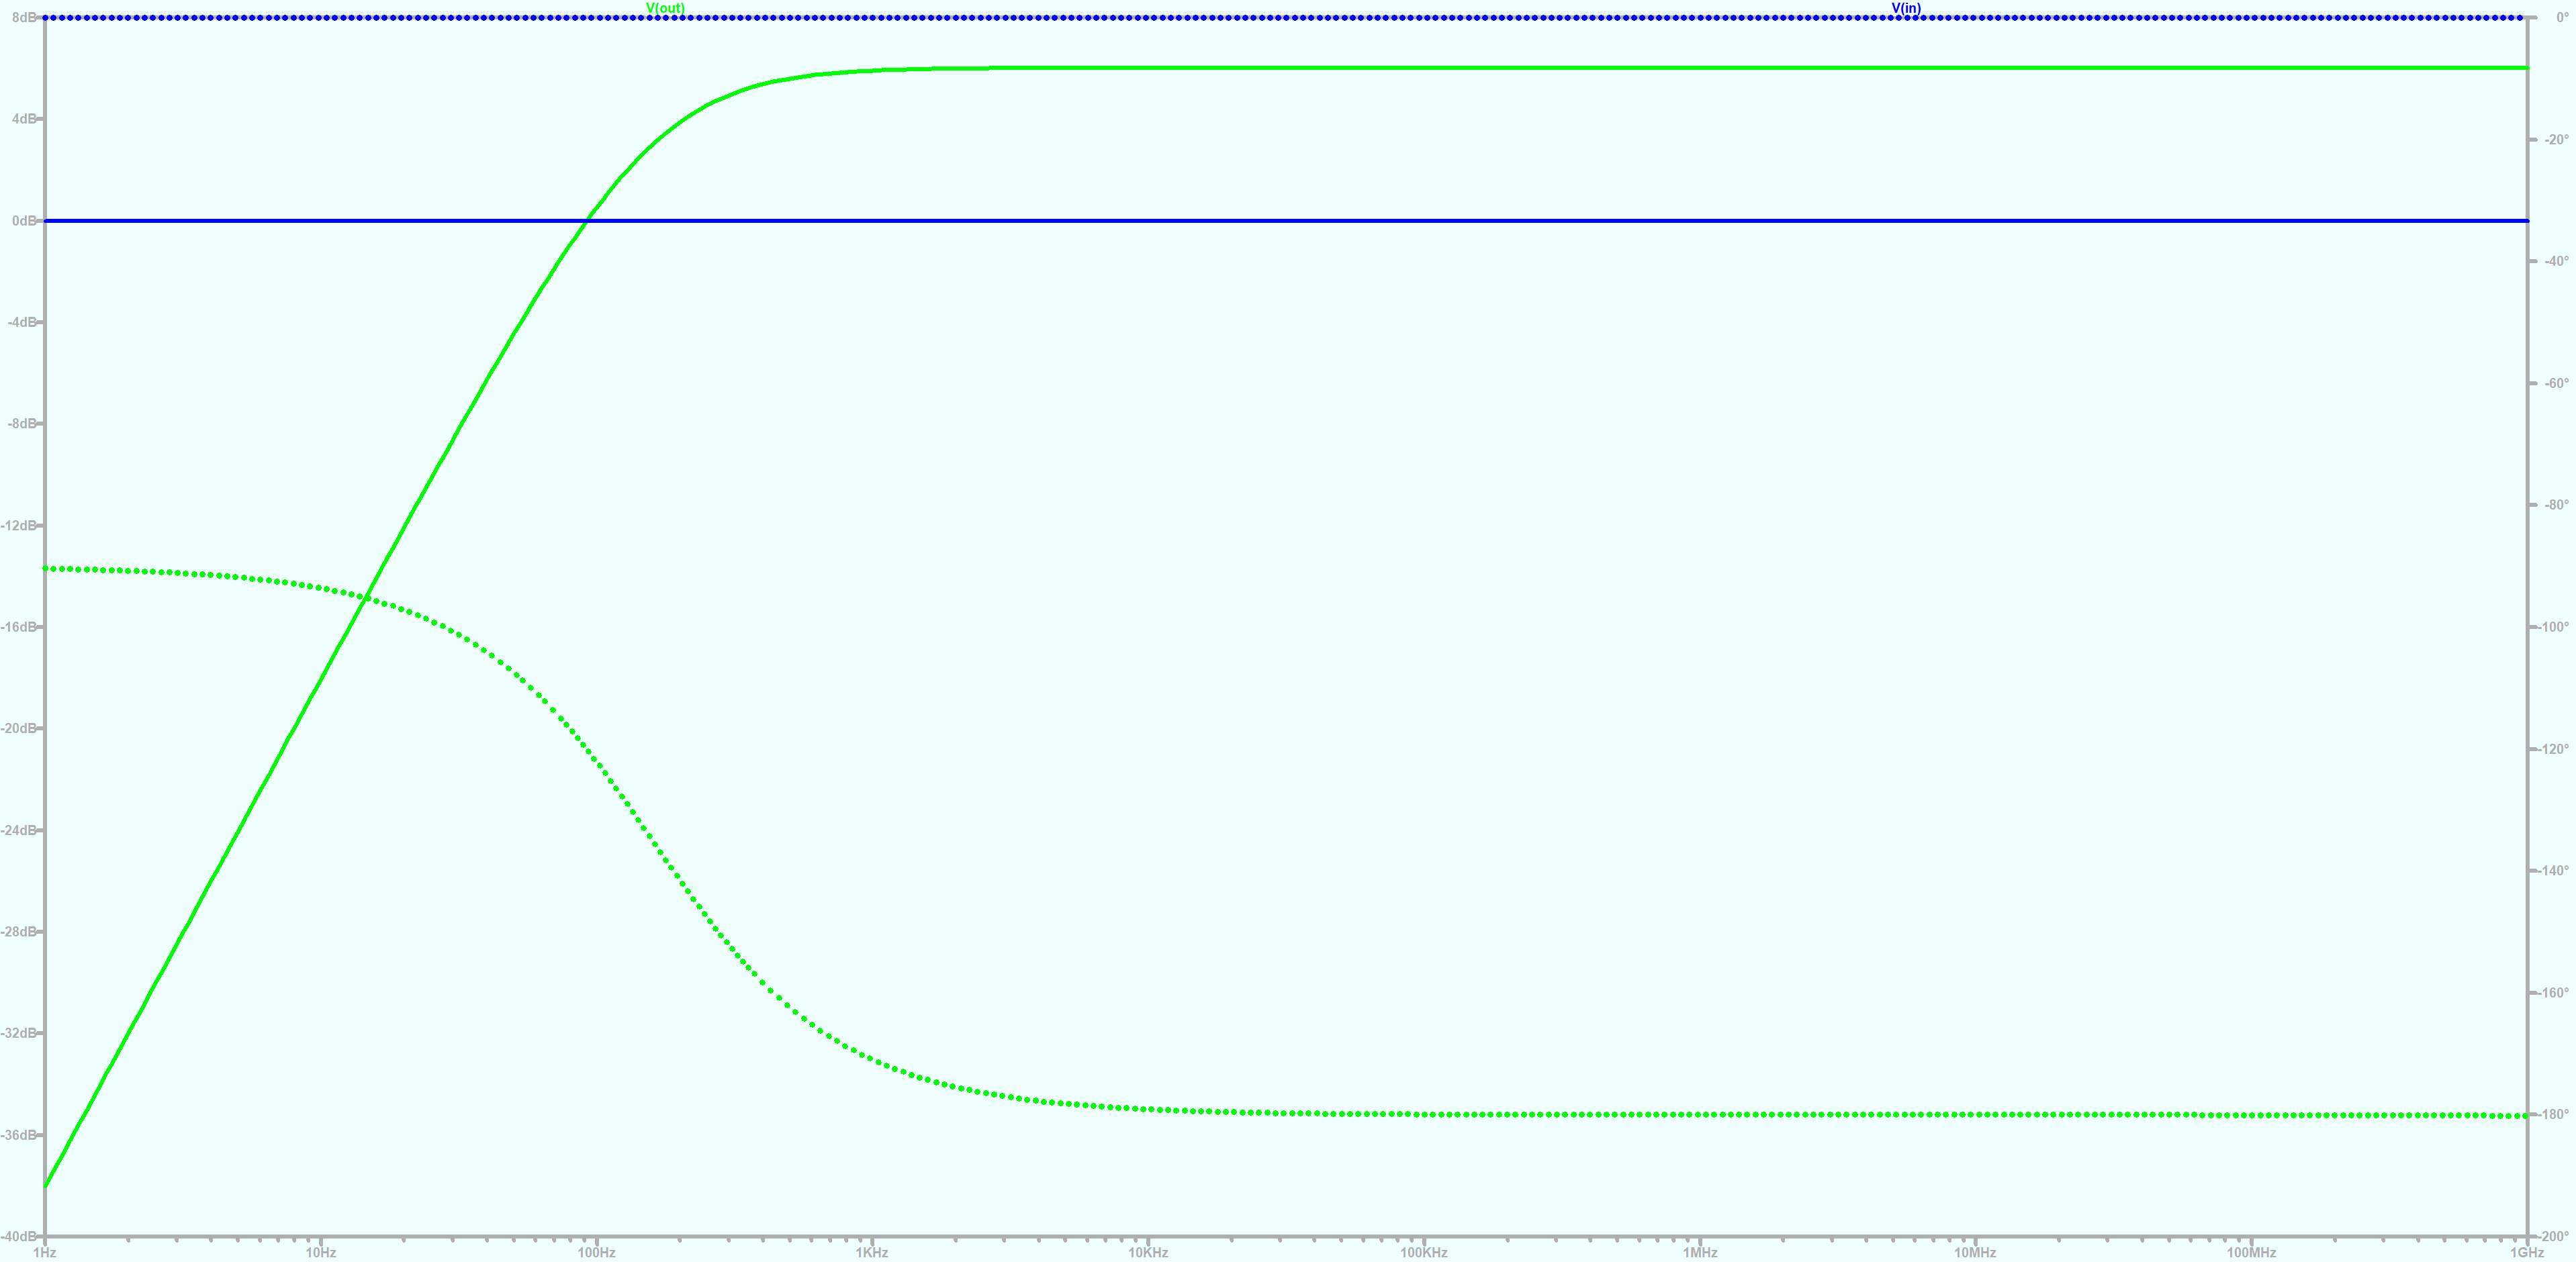 V(out) V(in)
8dB 0°
4dB -20°
0dB -40°
-4dB -60°
-8dB -80°
-12dB -100°
-16dB -120°
-20dB -140°
-24dB -160°
-28dB -180°
-32dB -200°
-36dB
-40dB
1Hz 10Hz 100Hz 1KHz 10KHz 100KHz 1MHz 10MHz 100MHz 1GHz